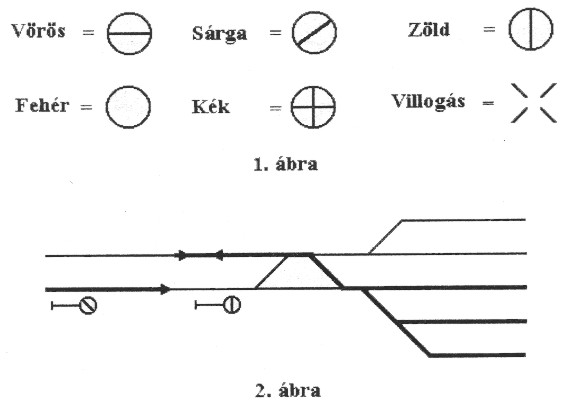 Vörös = Sárga = Zöld =
Fehér = Kék = Villogás =
1. ábra
2. ábra